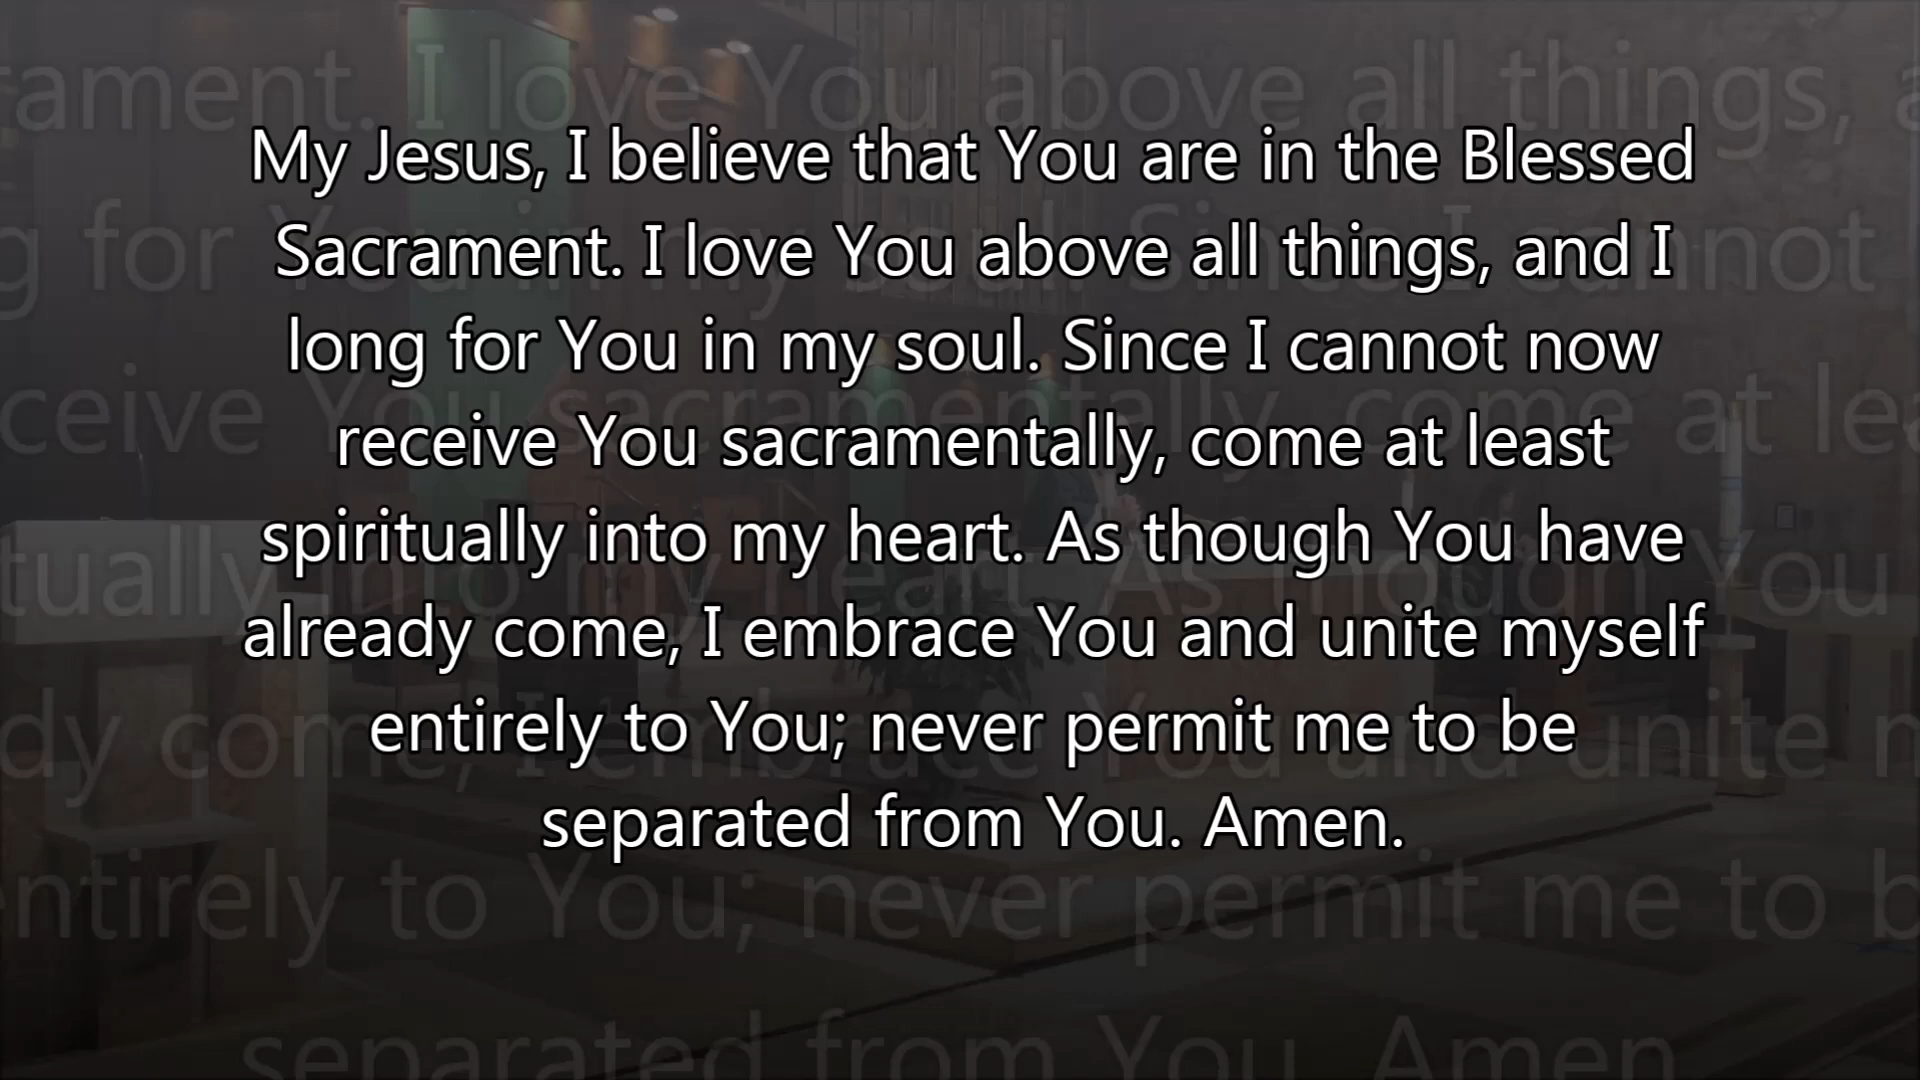 My Jesus, I believe that You are in the Blessed
Sacrament. I love You above all things, and I
long for You in my soul. Since I cannot now
receive You sacramentally, come at least
spiritually into my heart. As though You have
already come, I embrace You and unite myself
entirely to You; never permit me to be
separated from You. Amen.